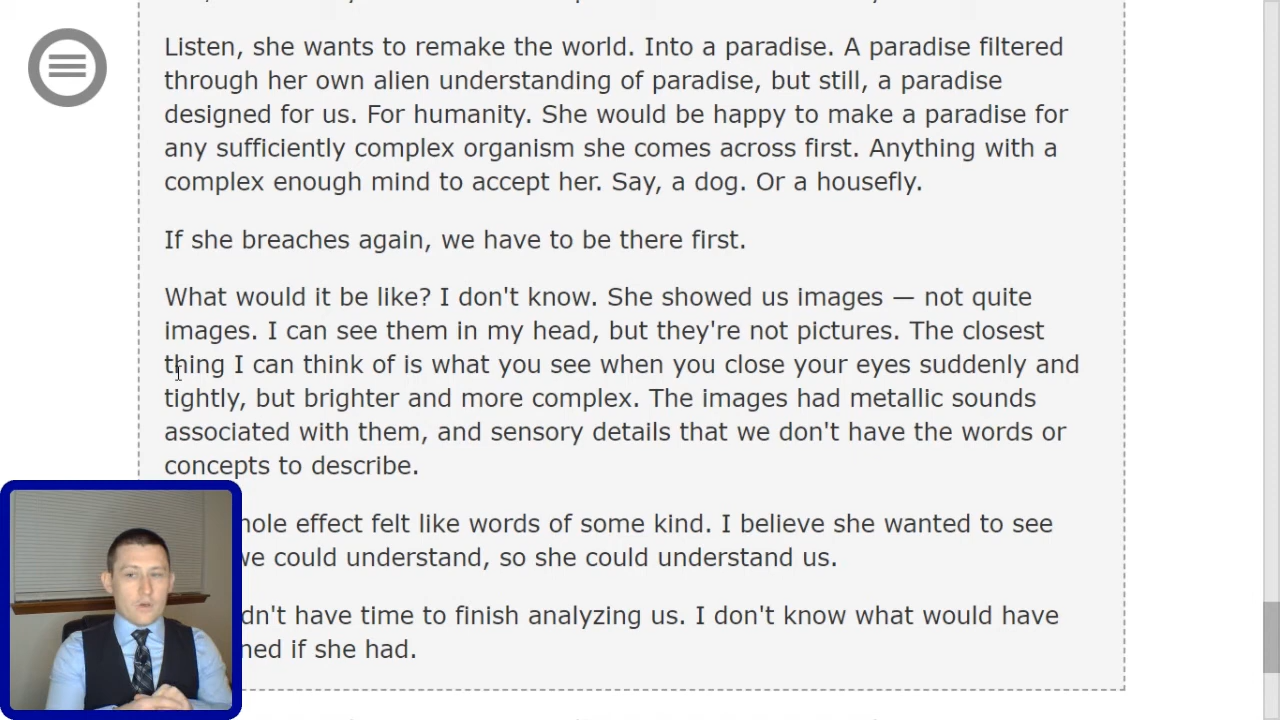 Listen, she wants to remake the world. Into a paradise. A paradise filtered
through her own alien understanding of paradise, but still, a paradise
designed for us. For humanity. She would be happy to make a paradise for
any sufficiently complex organism she comes across first. Anything with a
complex enough mind to accept her. Say, a dog. Or a housefly.
If she breaches again, we have to be there first.
What would it be like? I don't know. She showed us images — not quite
images. I can see them in my head, but they're not pictures. The closest
thing I can think of is what you see when you close your eyes suddenly and
tightly, but brighter and more complex. The images had metallic sounds
associated with them, and sensory details that we don't have the words or
concepts to describe.
effect felt like words of some kind. I believe she wanted to see
we could understand, so she could understand us.
have time to finish analyzing us. I don't know what would have
if she had.